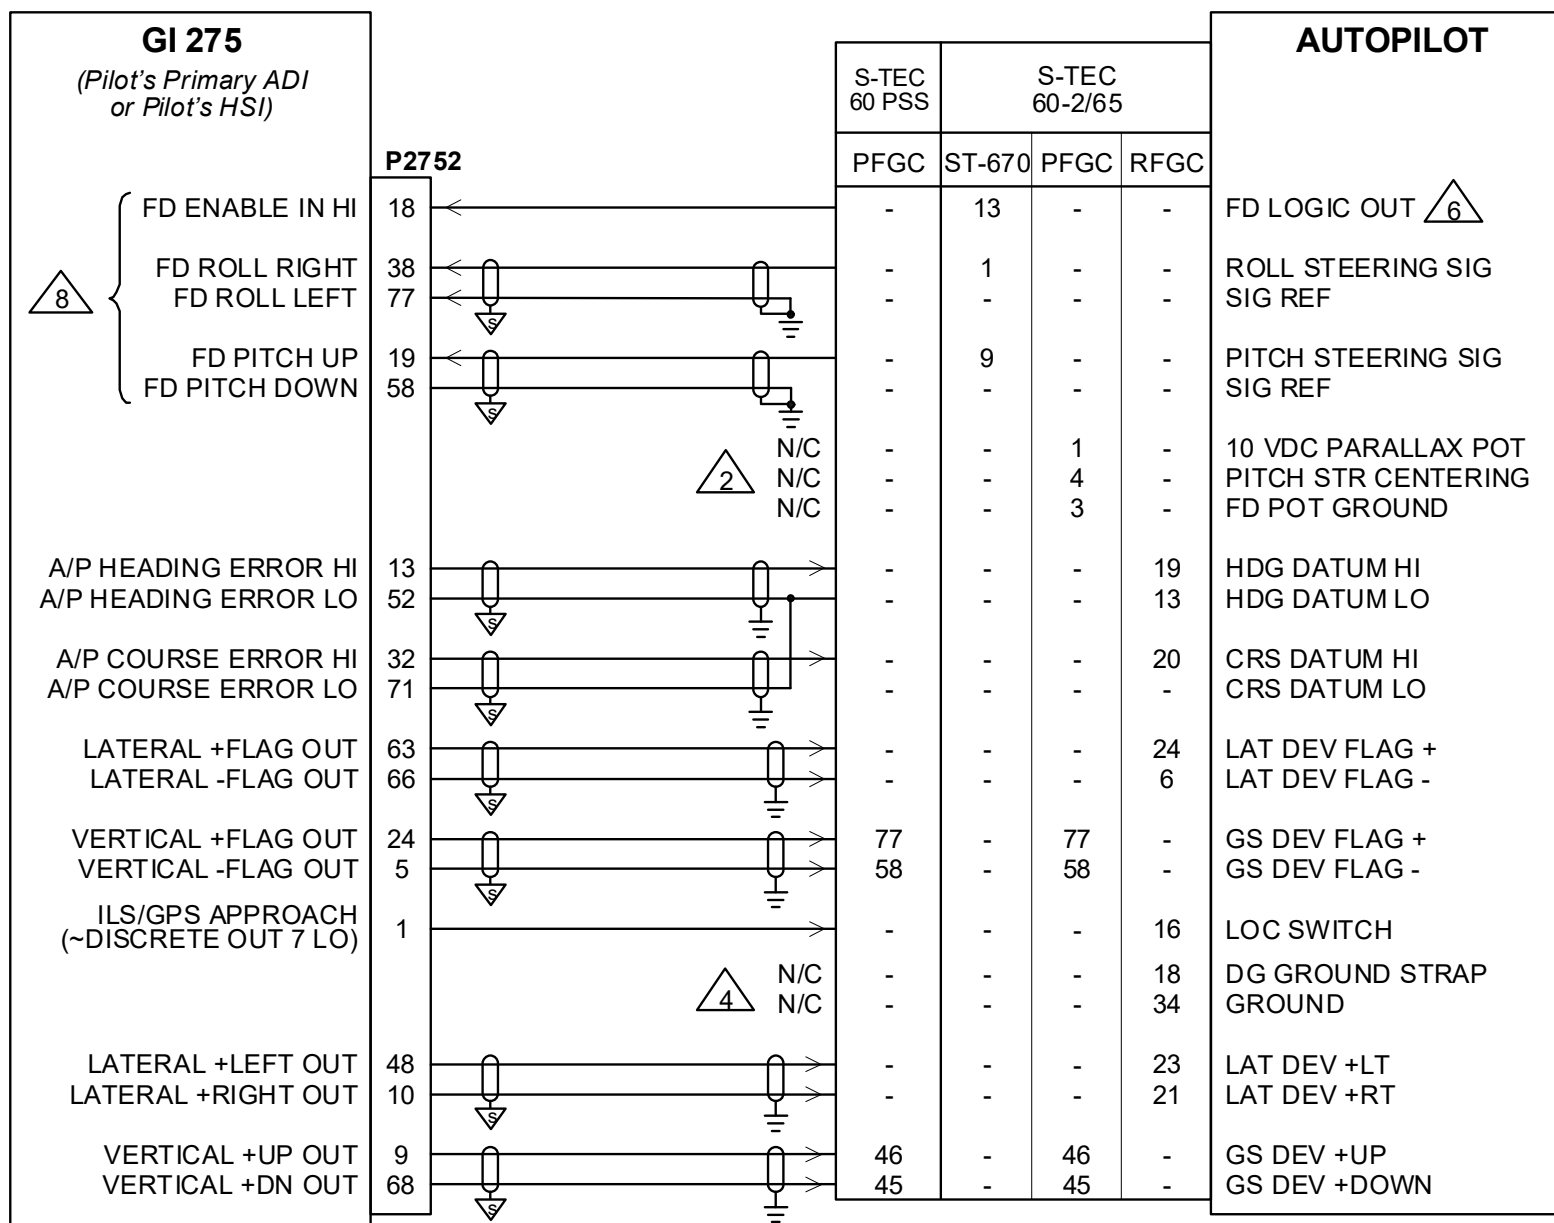 GI 275
(Pilot's Primary ADI
or Pilot's HSI)
AUTOPILOT
S-TEC
60 PSS
S-TEC
60-2/65
P2752
PFGC ST-670 PFGC RFGC
FD ENABLE IN HI 18 - 13 - - FD LOGIC OUT 6
FD ROLL RIGHT 38 - 1 - - ROLL STEERING SIG
8
FD ROLL LEFT 77 - - - - SIG REF
S
FD PITCH UP 19 - 9 - - PITCH STEERING SIG
FD PITCH DOWN 58 - - - - SIG REF
S
N/C - - 1 - 10 VDC PARALLAX POT
2 N/C - - 4 - PITCH STR CENTERING
N/C - - 3 - FD POT GROUND
A/P HEADING ERROR HI 13 - - - 19 HDG DATUM HI
A/P HEADING ERROR LO 52 - - - 13 HDG DATUM LO
S
A/P COURSE ERROR HI 32 - - - 20 CRS DATUM HI
A/P COURSE ERROR LO 71 - - - - CRS DATUM LO
S
LATERAL +FLAG OUT 63 - - - 24 LAT DEV FLAG +
LATERAL -FLAG OUT 66 - - - 6 LAT DEV FLAG -
S
VERTICAL +FLAG OUT 24 77 - 77 - GS DEV FLAG +
VERTICAL -FLAG OUT 5 58 - 58 - GS DEV FLAG -
S
ILS/GPS APPROACH
(~DISCRETE OUT 7 LO) 1 - - - 16 LOC SWITCH
N/C - - - 18 DG GROUND STRAP
4 N/C - - - 34 GROUND
LATERAL +LEFT OUT 48 - - - 23 LAT DEV +LT
LATERAL +RIGHT OUT 10 - - - 21 LAT DEV +RT
S
VERTICAL +UP OUT 9 46 - 46 - GS DEV +UP
VERTICAL +DN OUT 68 45 - 45 - GS DEV +DOWN
S